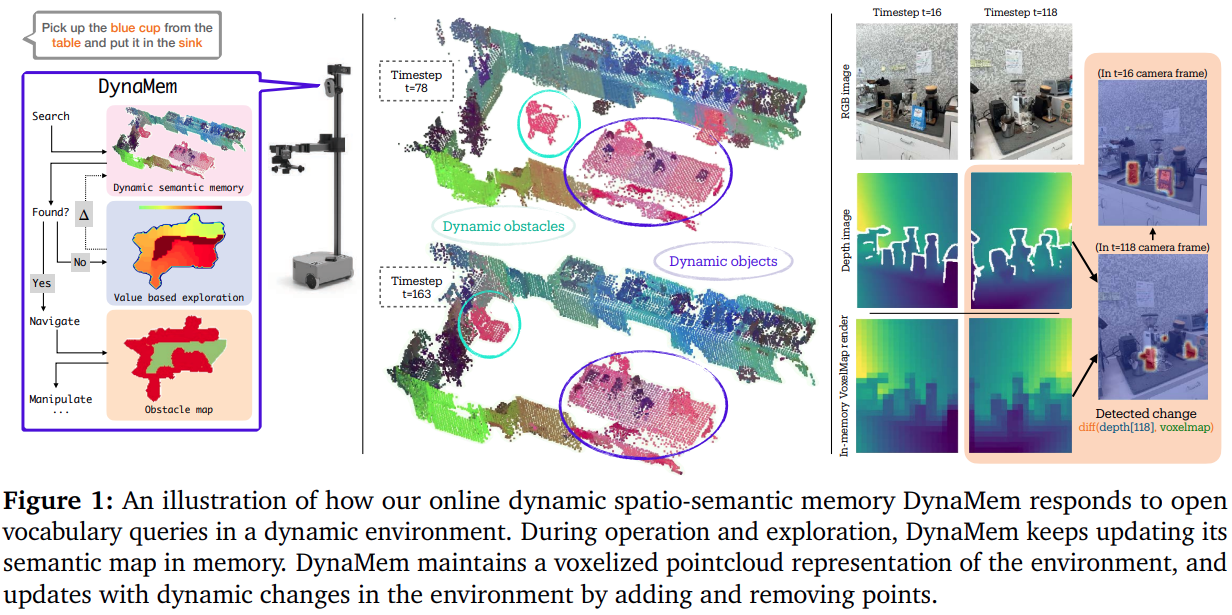 Pick up the blue cup from the
table and put it in the sink
DynaMem
Search
Dynamic semantic memory
Found?
Δ
No
Value based exploration
Yes
Navigate
Obstacle map
Manipulate
...
Timestep
t=78
Dynamic obstacles
Dynamic objects
Timestep
t=163
Timestep t=16
Timestep t=118
RGB image
Depth image
In-memory VoxelMap render
(In t=16 camera frame)
(In t=118 camera frame)
Detected change
diff(depth[118], voxelmap)
Figure 1: An illustration of how our online dynamic spatio-semantic memory DynaMem responds to open
vocabulary queries in a dynamic environment. During operation and exploration, DynaMem keeps updating its
semantic map in memory. DynaMem maintains a voxelized pointcloud representation of the environment, and
updates with dynamic changes in the environment by adding and removing points.